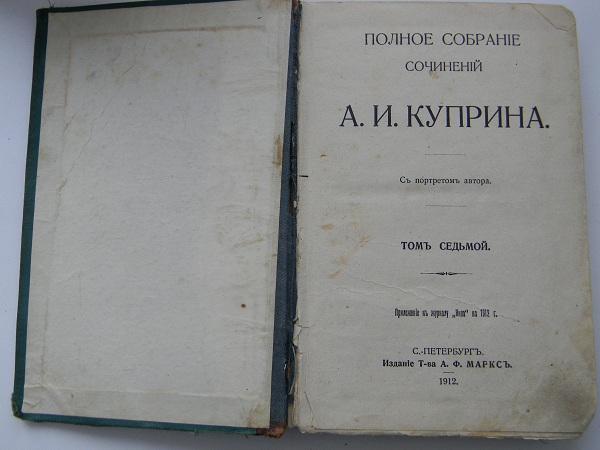 ПОЛНОЕ СОБРАНІЕ
СОЧИНЕНІЙ
А. И. КУПРИНА.
Съ портретомъ автора.
ТОМЪ СЕДЬМОЙ.
Приложеніе къ журналу „Нива“ на 1912 г.
С.-ПЕТЕРБУРГЪ.
Изданіе Т-ва А. Ф. МАРКСЪ.
1912.